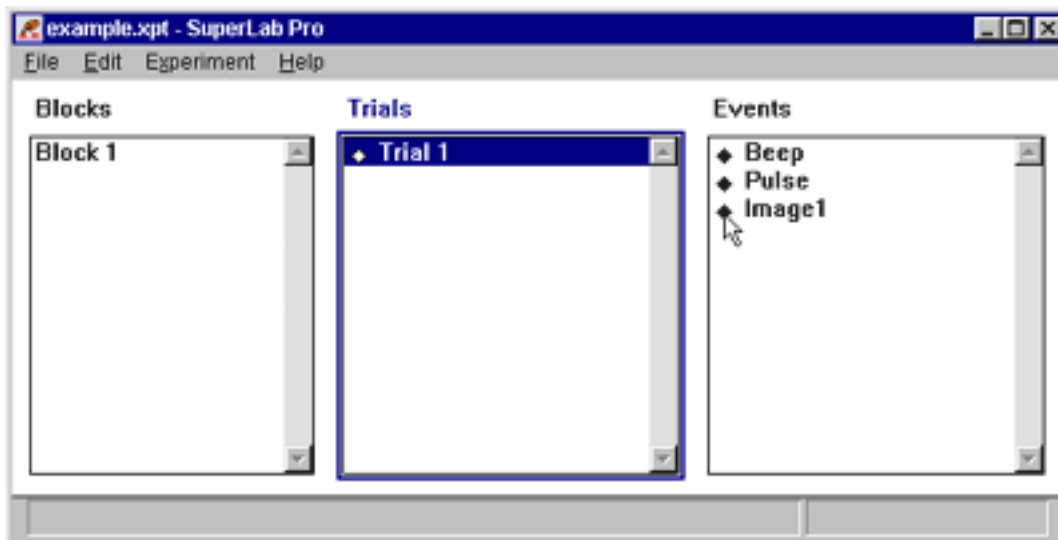 example.xpt - SuperLab Pro
File Edit Experiment Help
Blocks Trials Events
Block 1 Trial 1 Beep
Pulse
Image1